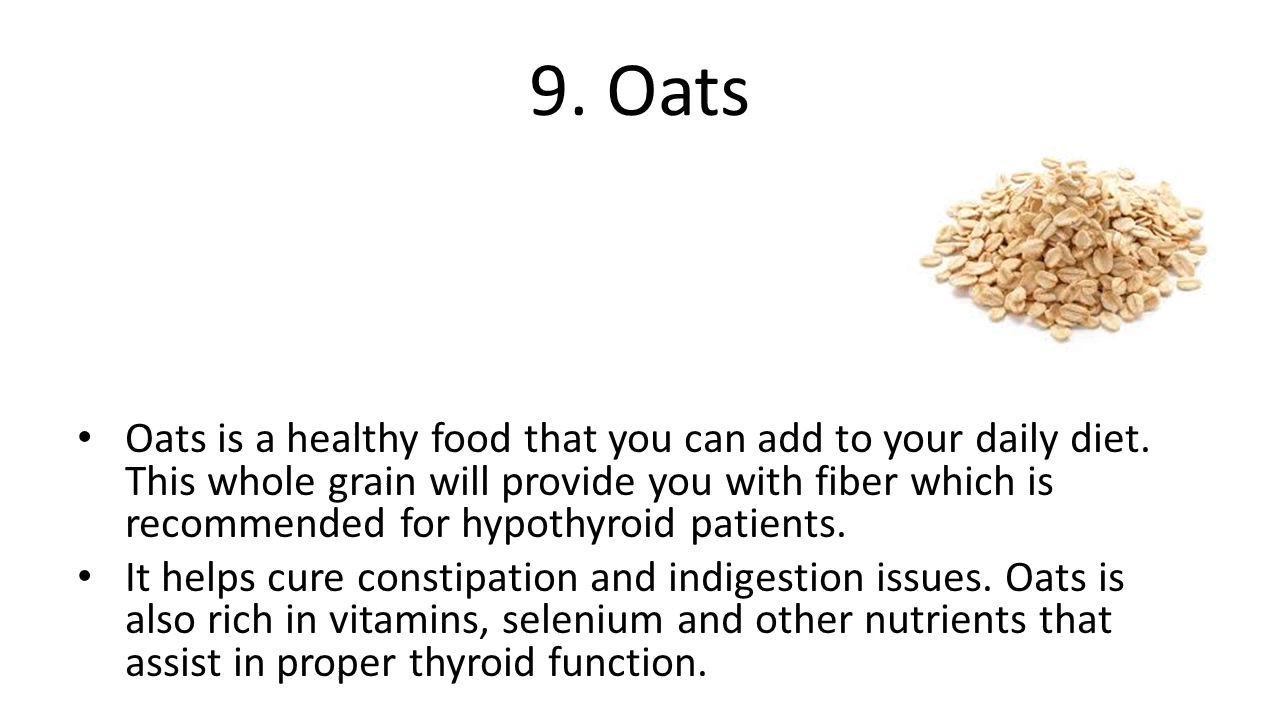 9. Oats
• Oats is a healthy food that you can add to your daily diet.
This whole grain will provide you with fiber which is
recommended for hypothyroid patients.
• It helps cure constipation and indigestion issues. Oats is
also rich in vitamins, selenium and other nutrients that
assist in proper thyroid function.